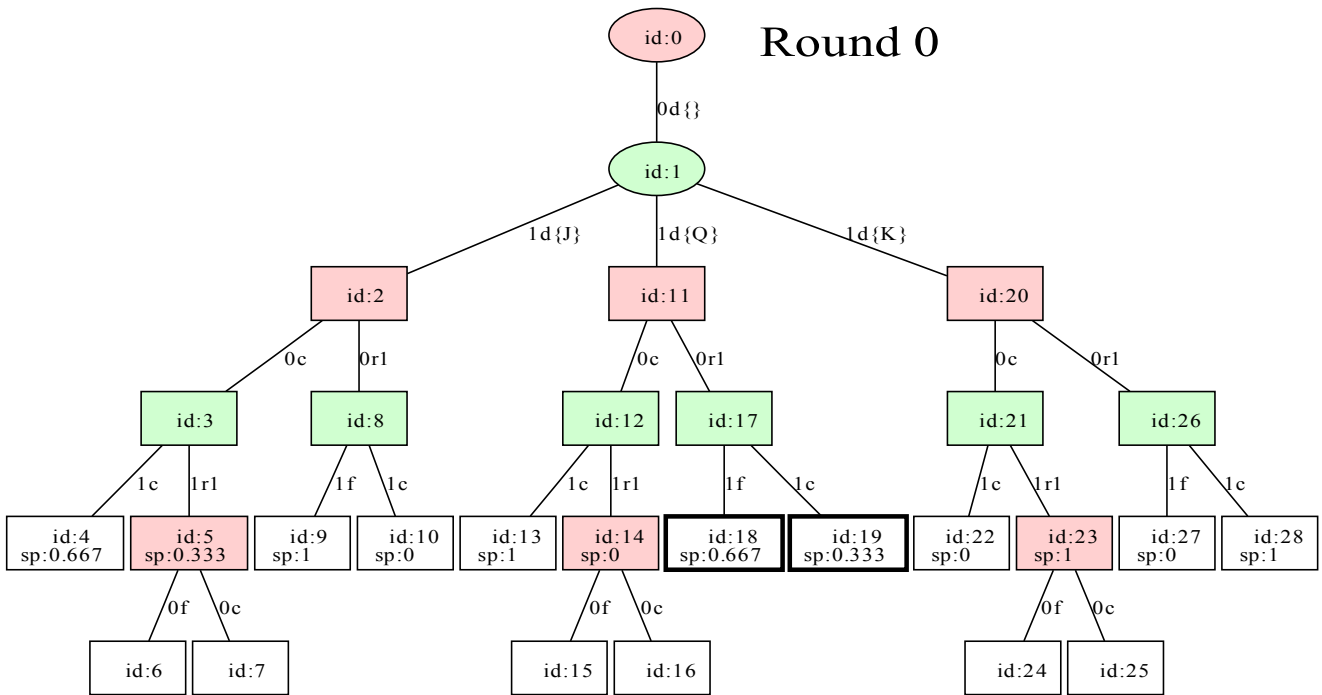 id:0
Round 0
0d{}
id:1
1d{J}
1d{Q}
1d{K}
id:2
id:11
id:20
0c
0r1
0c
0r1
0c
0r1
id:3
id:8
id:12
id:17
id:21
id:26
1c
1r1
1f
1c
1c
1r1
1f
1c
1c
1r1
1f
1c
id:4
sp:0.667
id:5
sp:0.333
id:9
sp:1
id:10
sp:0
id:13
sp:1
id:14
sp:0
id:18
sp:0.667
id:19
sp:0.333
id:22
sp:0
id:23
sp:1
id:27
sp:0
id:28
sp:1
0f
0c
0f
0c
0f
0c
id:6
id:7
id:15
id:16
id:24
id:25